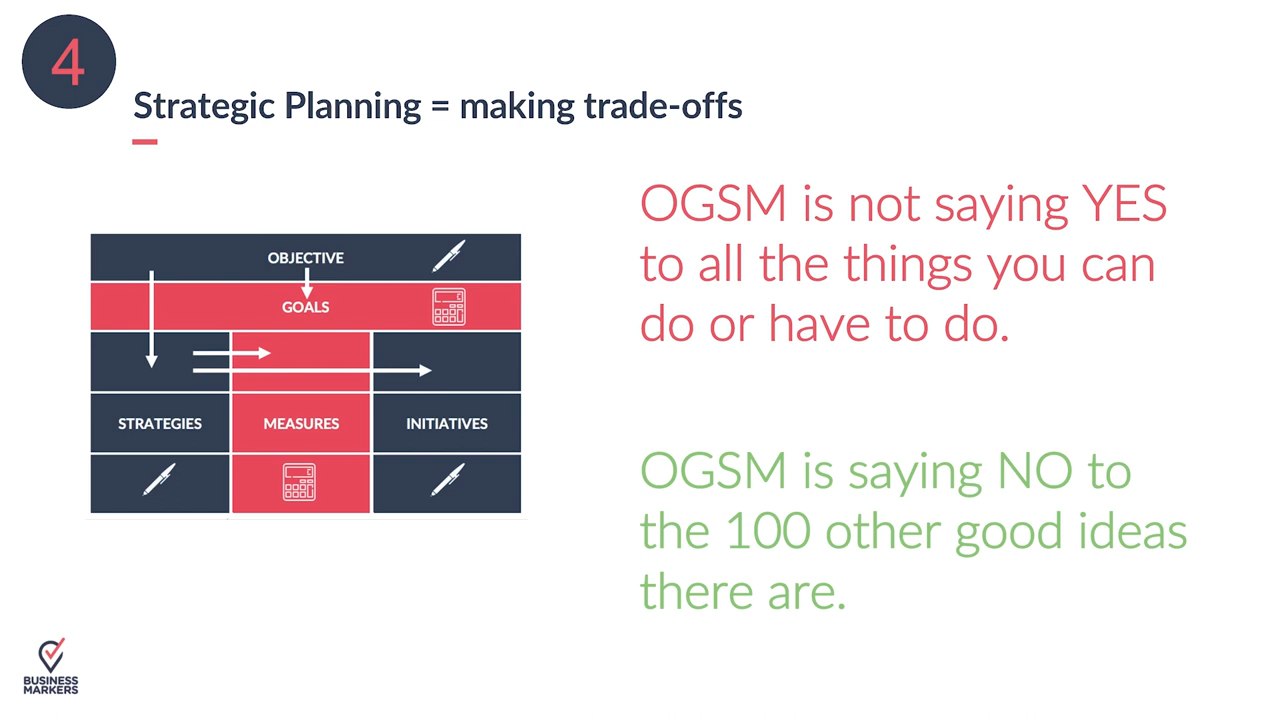 4
Strategic Planning = making trade-offs
OGSM is not saying YES
to all the things you can
do or have to do.
OBJECTIVE
GOALS
STRATEGIES
MEASURES
INITIATIVES
OGSM is saying NO to
the 100 other good ideas
there are.
BUSINESS
MARKERS